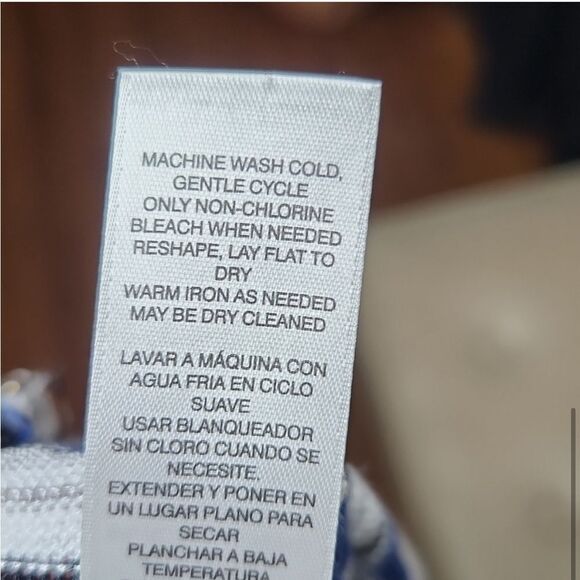 MACHINE WASH COLD,
GENTLE CYCLE
ONLY NON-CHLORINE
BLEACH WHEN NEEDED
RESHAPE, LAY FLAT TO
DRY
WARM IRON AS NEEDED
MAY BE DRY CLEANED
LAVAR A MÁQUINA CON
AGUA FRIA EN CICLO
SUAVE
USAR BLANQUEADOR
SIN CLORO CUANDO SE
NECESITE.
EXTENDER Y PONER EN
UN LUGAR PLANO PARA
SECAR
PLANCHAR A BAJA
TEMPERATURA